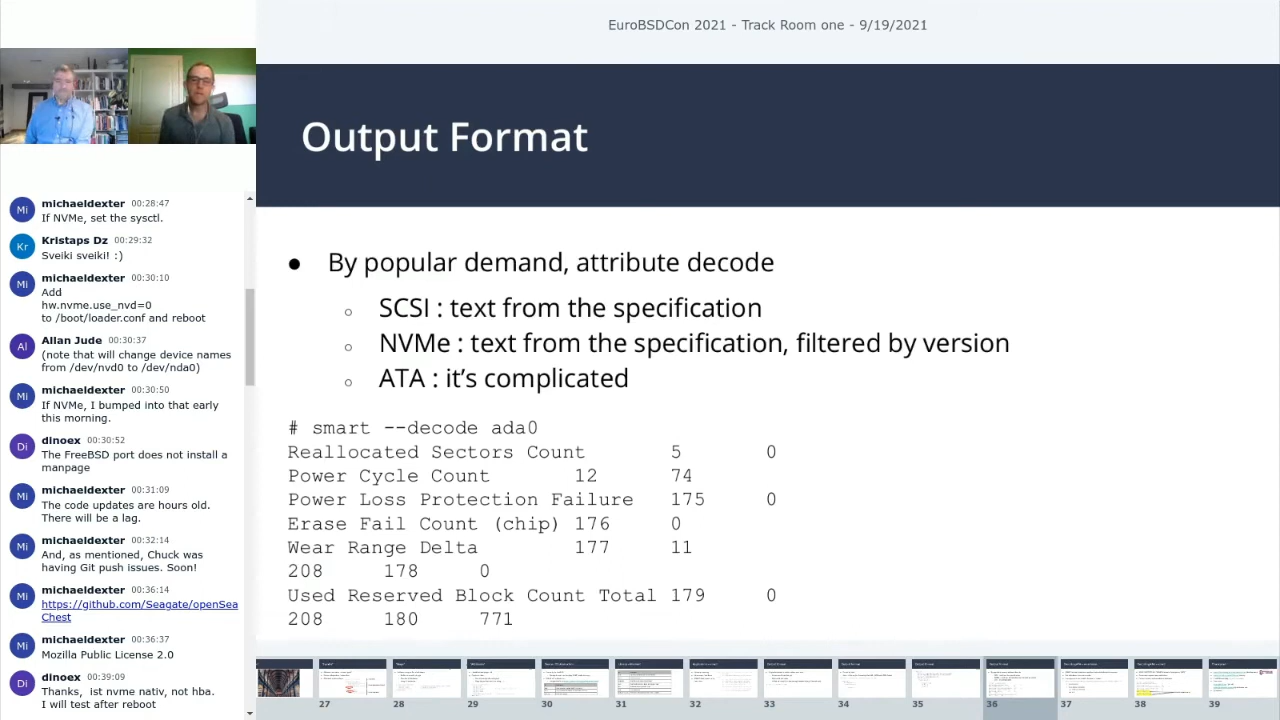 EuroBSDCon 2021 - Track Room one - 9/19/2021
Output Format
● By popular demand, attribute decode
○ SCSI : text from the specification
○ NVMe : text from the specification, filtered by version
○ ATA : it’s complicated
# smart --decode ada0
Reallocated Sectors Count 5 0
Power Cycle Count 12 74
Power Loss Protection Failure 175 0
Erase Fail Count (chip) 176 0
Wear Range Delta 177 11
208 178 0
Used Reserved Block Count Total 179 0
208 180 771
Mi michaeldexter 00:28:47
If NVMe, set the sysctl.
Kr Kristaps Dz 00:29:32
Sveiki sveiki! :)
Mi michaeldexter 00:30:10
Add
hw.nvme.use_nvd=0
to /boot/loader.conf and reboot
Al Allan Jude 00:30:37
(note that will change device names
from /dev/nvd0 to /dev/nda0)
Mi michaeldexter 00:30:50
If NVMe, I bumped into that early
this morning.
Di dinoex 00:30:52
The FreeBSD port does not install a
manpage
Mi michaeldexter 00:31:09
The code updates are hours old.
There will be a lag.
Mi michaeldexter 00:32:14
And, as mentioned, Chuck was
having Git push issues. Soon!
Mi michaeldexter 00:36:14
https://github.com/Seagate/openSea
Chest
Mi michaeldexter 00:36:37
Mozilla Public License 2.0
Di dinoex 00:39:09
Thanks, ist nvme nativ, not hba.
I will test after reboot
27 28 29 30 31 32 33 34 35 36 37 38 39